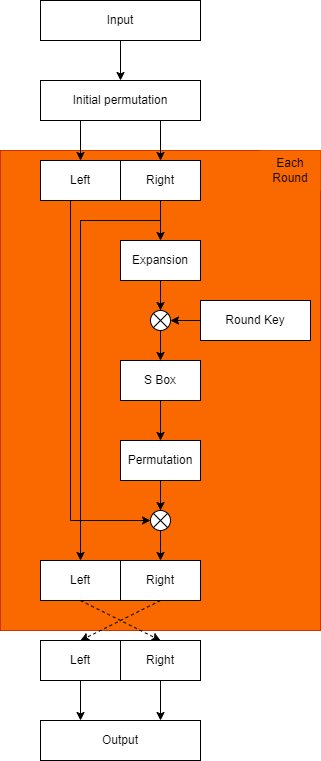 Input
Initial permutation
Each
Round
Left
Right
Expansion
Round Key
S Box
Permutation
Left
Right
Left
Right
Output